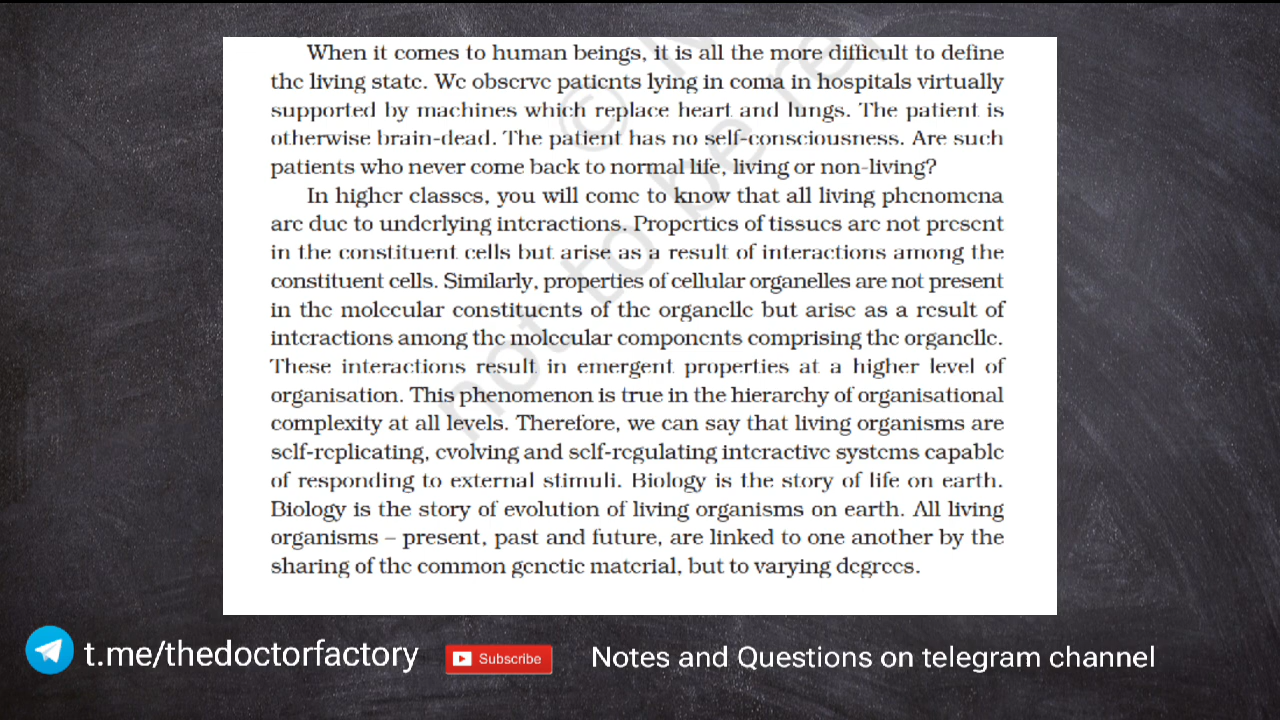 When it comes to human beings, it is all the more difficult to define
the living state. We observe patients lying in coma in hospitals virtually
supported by machines which replace heart and lungs. The patient is
otherwise brain-dead. The patient has no self-consciousness. Are such
patients who never come back to normal life, living or non-living?
In higher classes, you will come to know that all living phenomena
are due to underlying interactions. Properties of tissues are not present
in the constituent cells but arise as a result of interactions among the
constituent cells. Similarly, properties of cellular organelles are not present
in the molecular constituents of the organelle but arise as a result of
interactions among the molecular components comprising the organelle.
These interactions result in emergent properties at a higher level of
organisation. This phenomenon is true in the hierarchy of organisational
complexity at all levels. Therefore, we can say that living organisms are
self-replicating, evolving and self-regulating interactive systems capable
of responding to external stimuli. Biology is the story of life on earth.
Biology is the story of evolution of living organisms on earth. All living
organisms – present, past and future, are linked to one another by the
sharing of the common genetic material, but to varying degrees.
© N
not to be re
t.me/thedoctorfactory
Subscribe
Notes and Questions on telegram channel